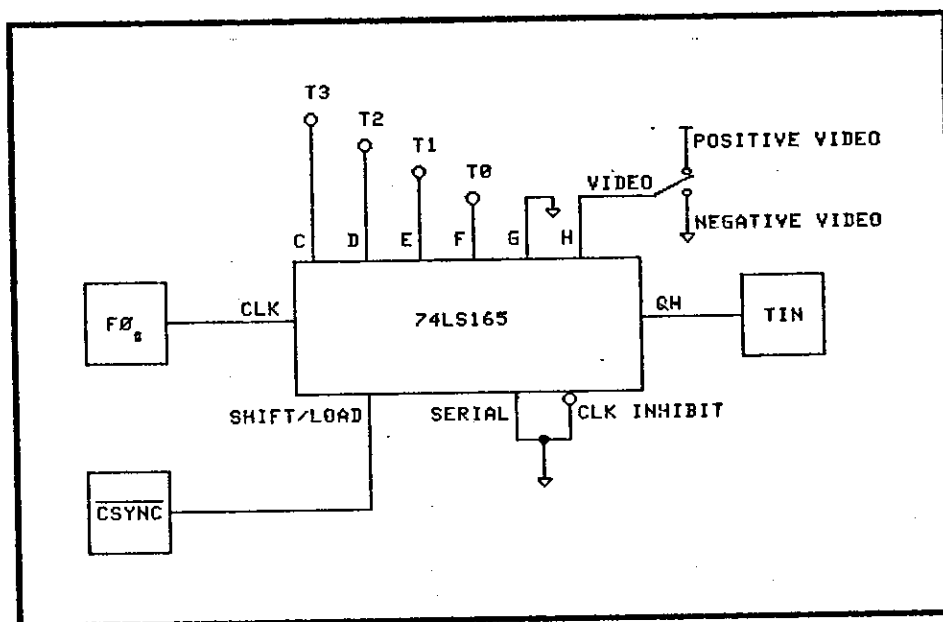 T3
T2
T1
T0
POSITIVE VIDEO
VIDEO
NEGATIVE VIDEO
C D E F G H
FØ
CLK
74LS165
QH
TIN
SHIFT/LOAD
SERIAL
CLK INHIBIT
CSYNC